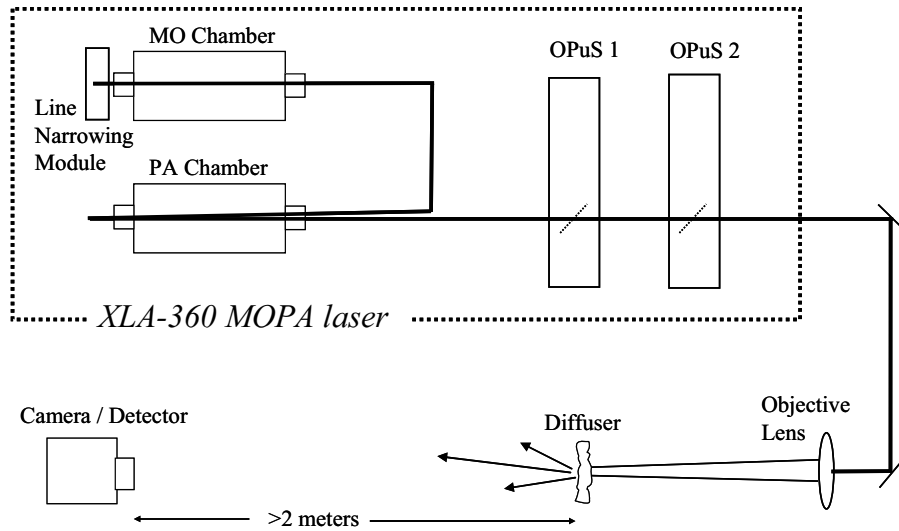 MO Chamber
OPuS 1
OPuS 2
Line
Narrowing
Module
PA Chamber
XLA-360 MOPA laser
Camera / Detector
Diffuser
Objective
Lens
>2 meters